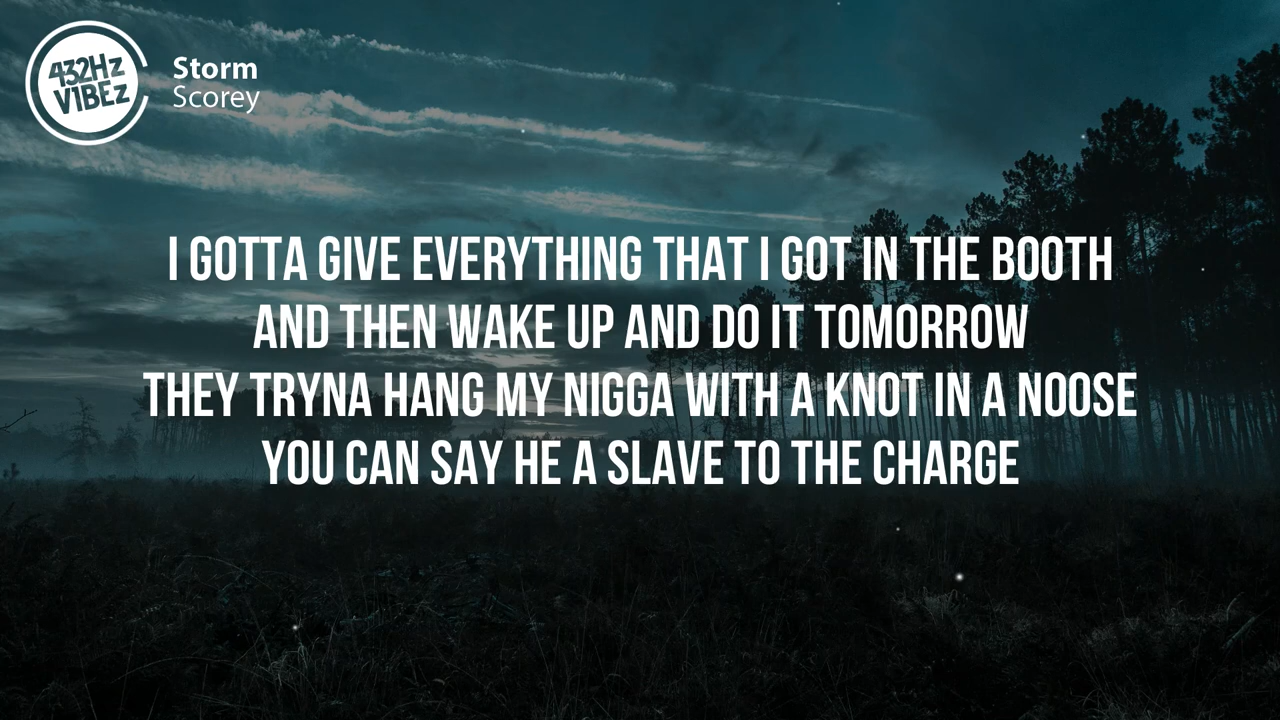 432Hz
VIBEz
Storm
Scorey
I GOTTA GIVE EVERYTHING THAT I GOT IN THE BOOTH
AND THEN WAKE UP AND DO IT TOMORROW
THEY TRYNA HANG MY NIGGA WITH A KNOT IN A NOOSE
YOU CAN SAY HE A SLAVE TO THE CHARGE